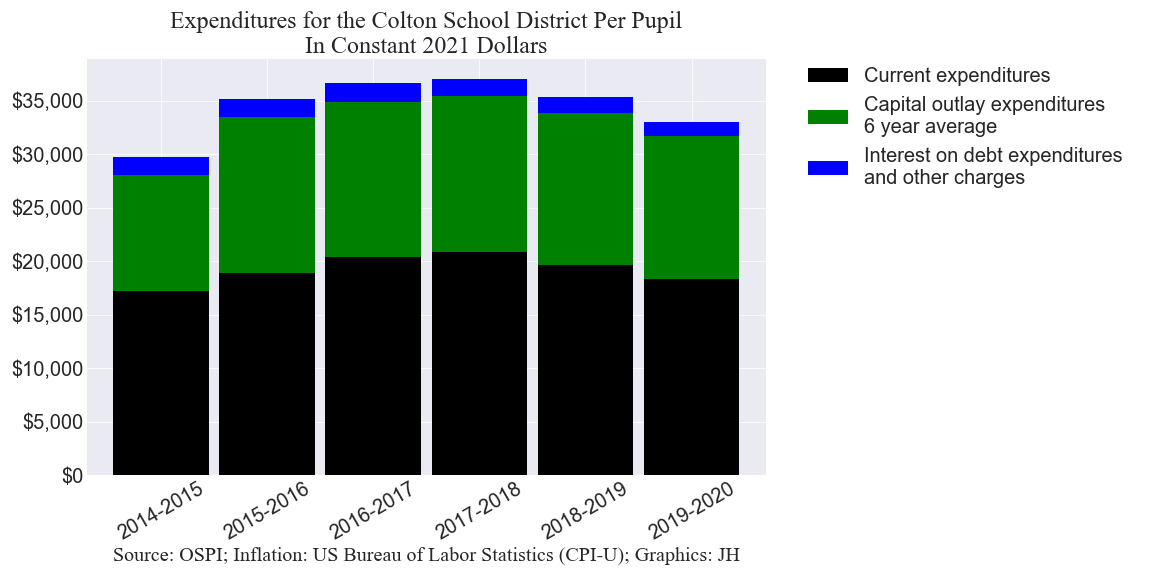 Expenditures for the Colton School District Per Pupil
In Constant 2021 Dollars
Current expenditures
Capital outlay expenditures
6 year average
Interest on debt expenditures
and other charges
$35,000
$30,000
$25,000
$20,000
$15,000
$10,000
$5,000
$0
2014-2015
2015-2016
2016-2017
2017-2018
2018-2019
2019-2020
Source: OSPI; Inflation: US Bureau of Labor Statistics (CPI-U); Graphics: JH